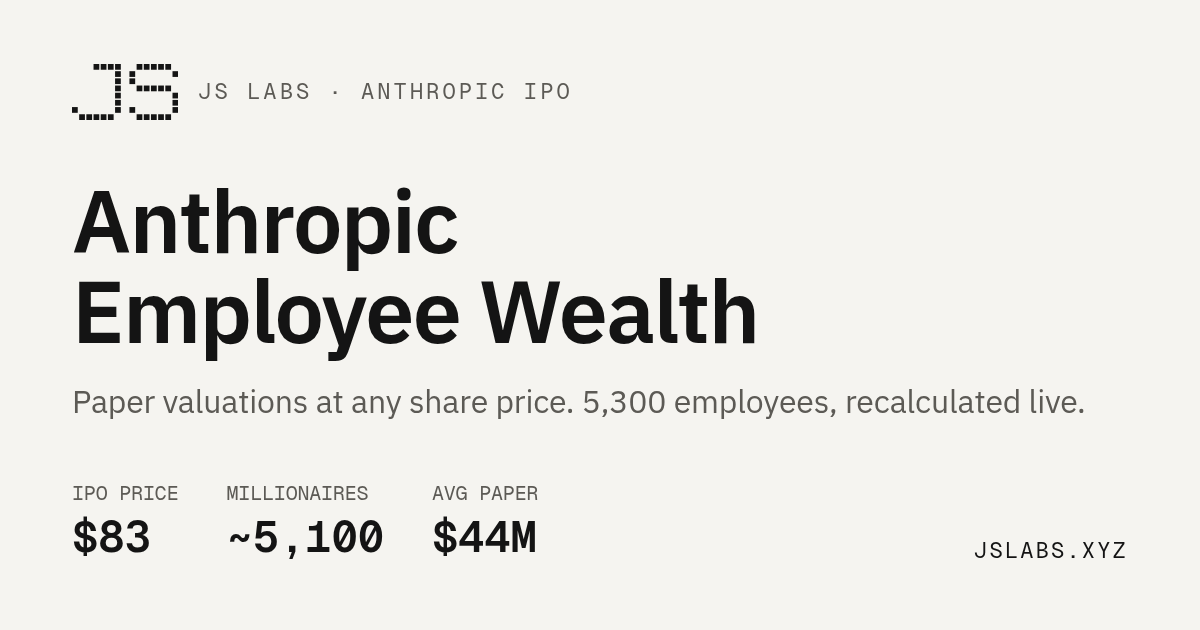 JS
JS LABS · ANTHROPIC IPO
Anthropic
Employee Wealth
Paper valuations at any share price. 5,300 employees, recalculated live.
IPO PRICE MILLIONAIRES AVG PAPER
$83 ~5,100 $44M
JSLABS.XYZ